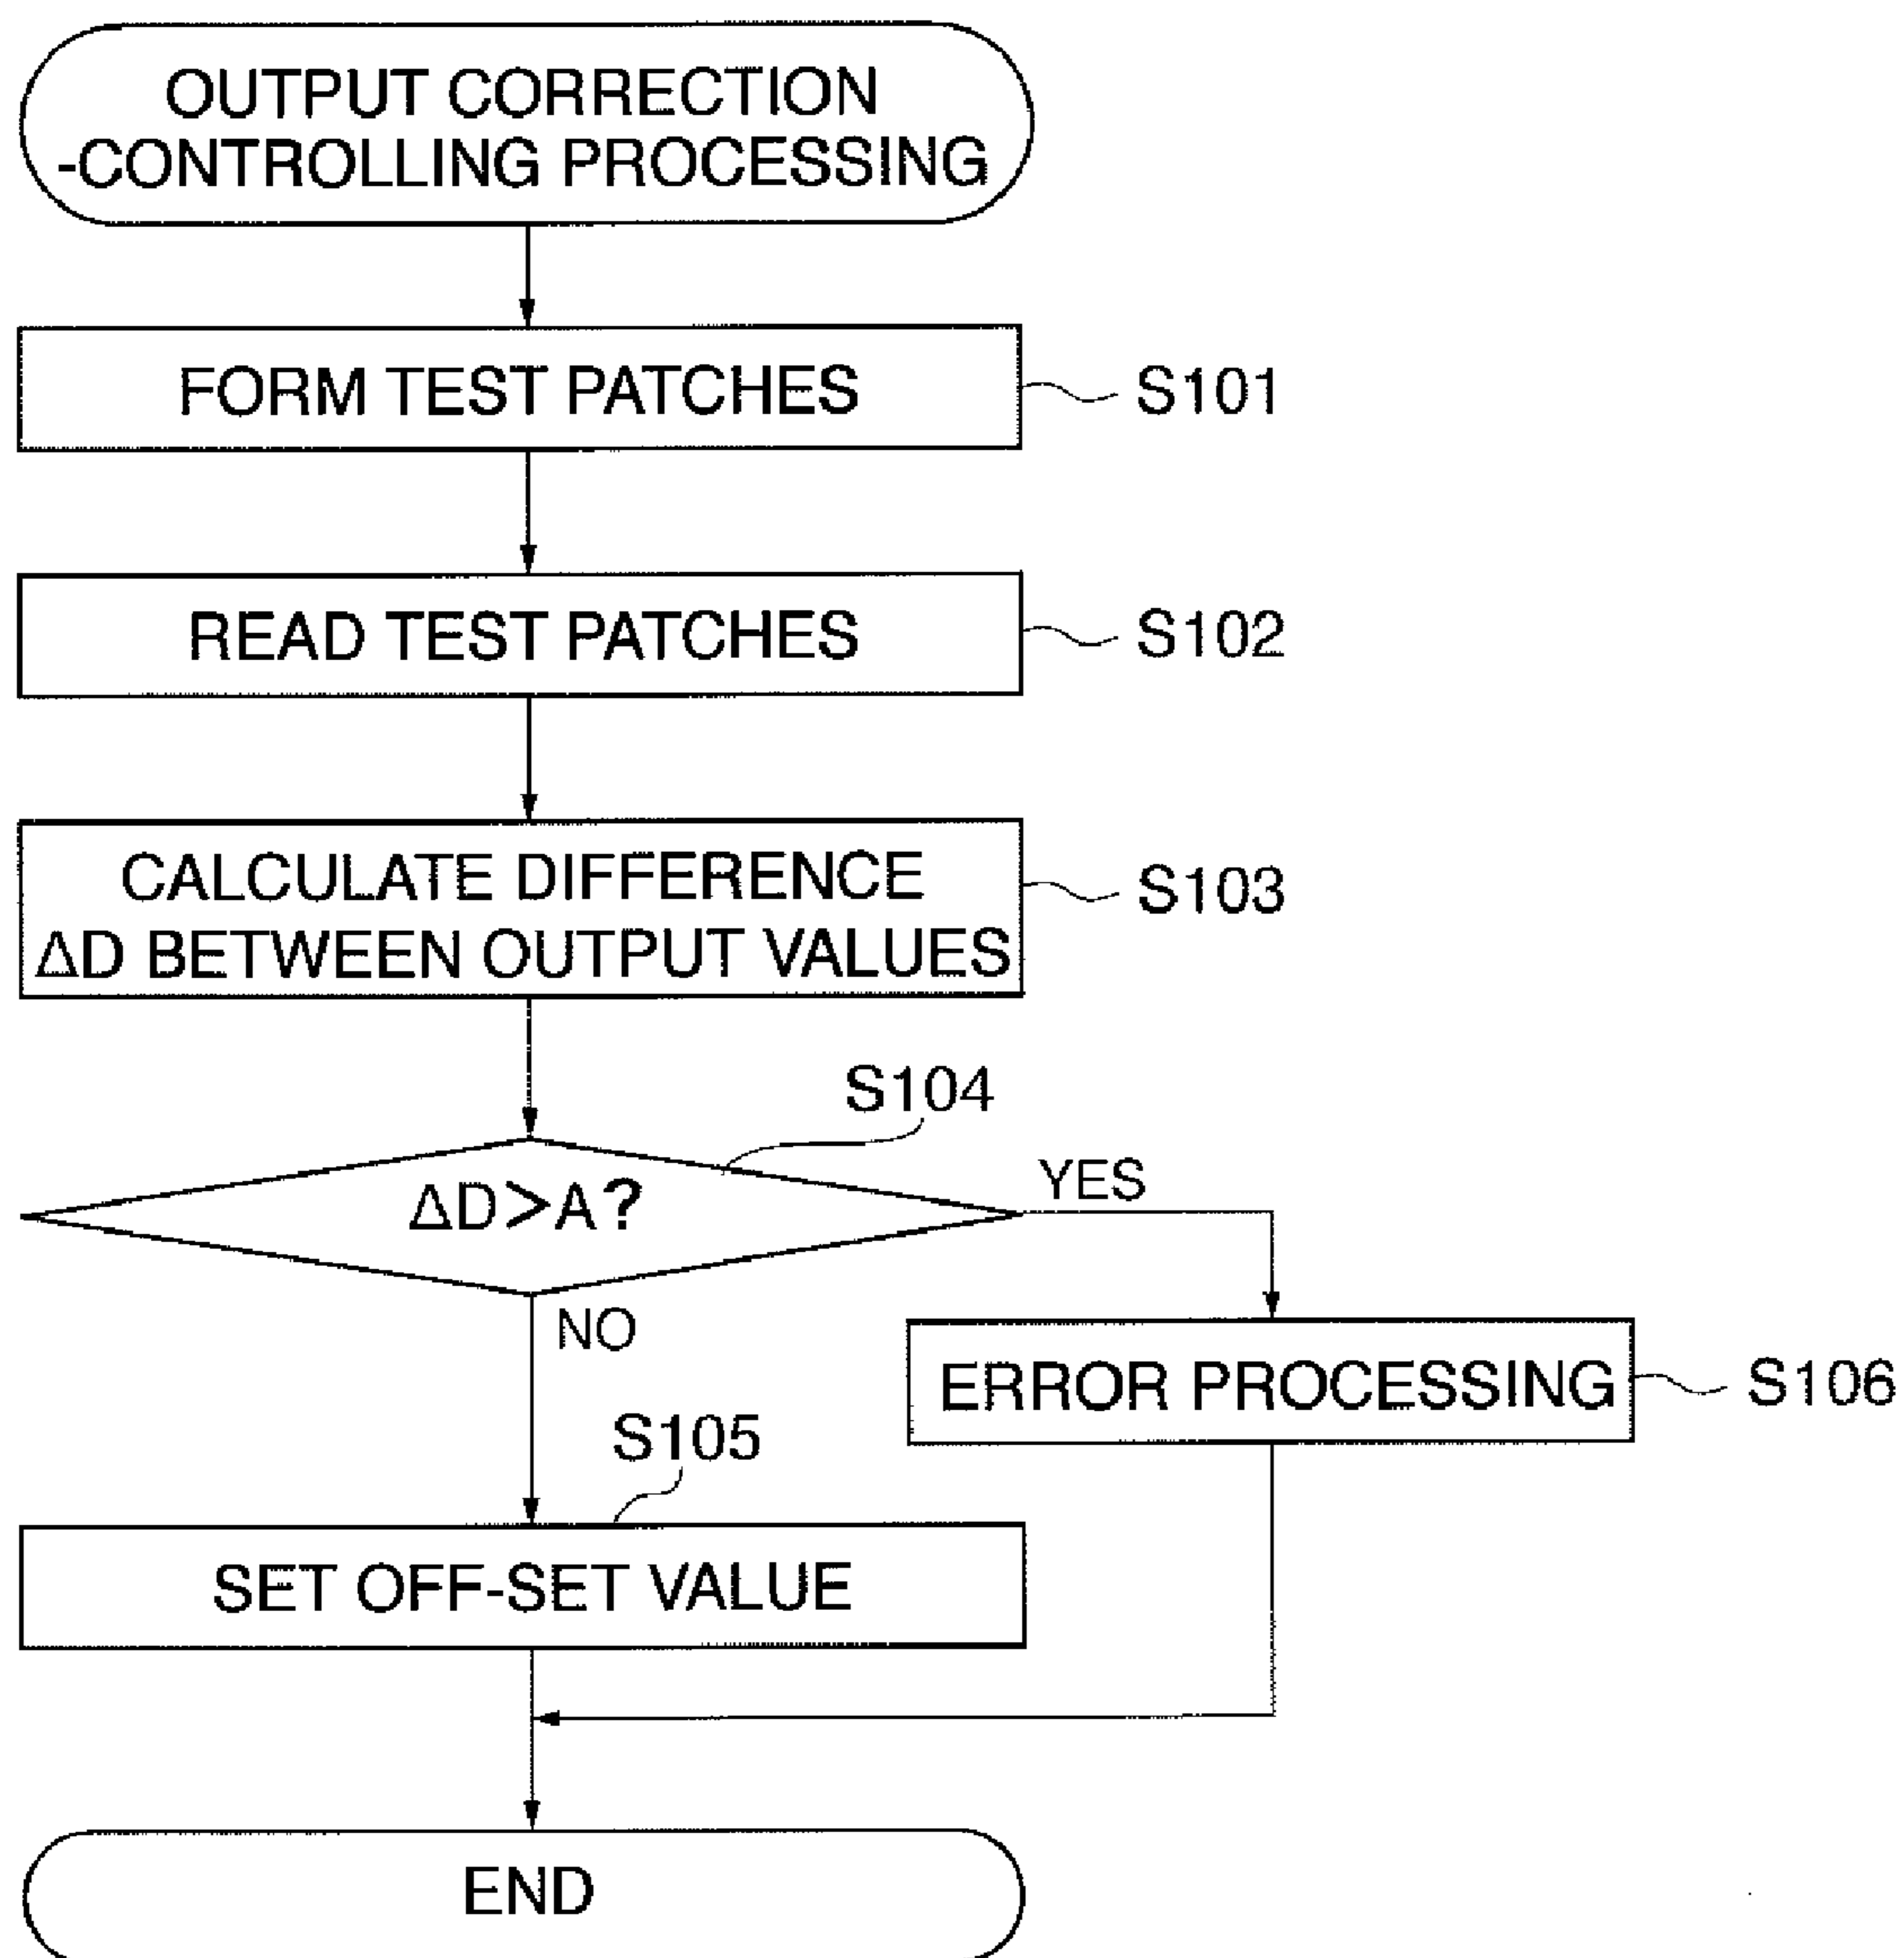 OUTPUT CORRECTION
-CONTROLLING PROCESSING
FORM TEST PATCHES
S101
READ TEST PATCHES
S102
CALCULATE DIFFERENCE
ΔD BETWEEN OUTPUT VALUES
S103
S104
ΔD>A?
YES
NO
ERROR PROCESSING
S106
S105
SET OFF-SET VALUE
END